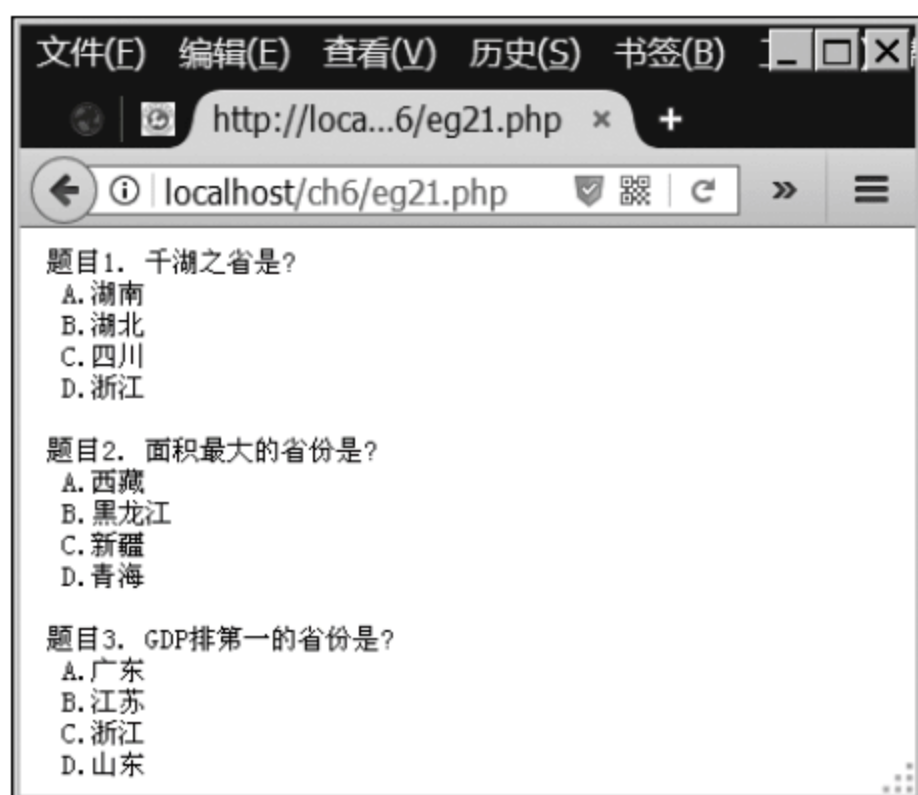 文件(F) 编辑(E) 查看(V) 历史(S) 书签(B)
http://loca...6/eg21.php × +
localhost/ch6/eg21.php »
题目1. 千湖之省是?
A.湖南
B.湖北
C.四川
D.浙江
题目2. 面积最大的省份是?
A.西藏
B.黑龙江
C.新疆
D.青海
题目3. GDP排第一的省份是?
A.广东
B.江苏
C.浙江
D.山东